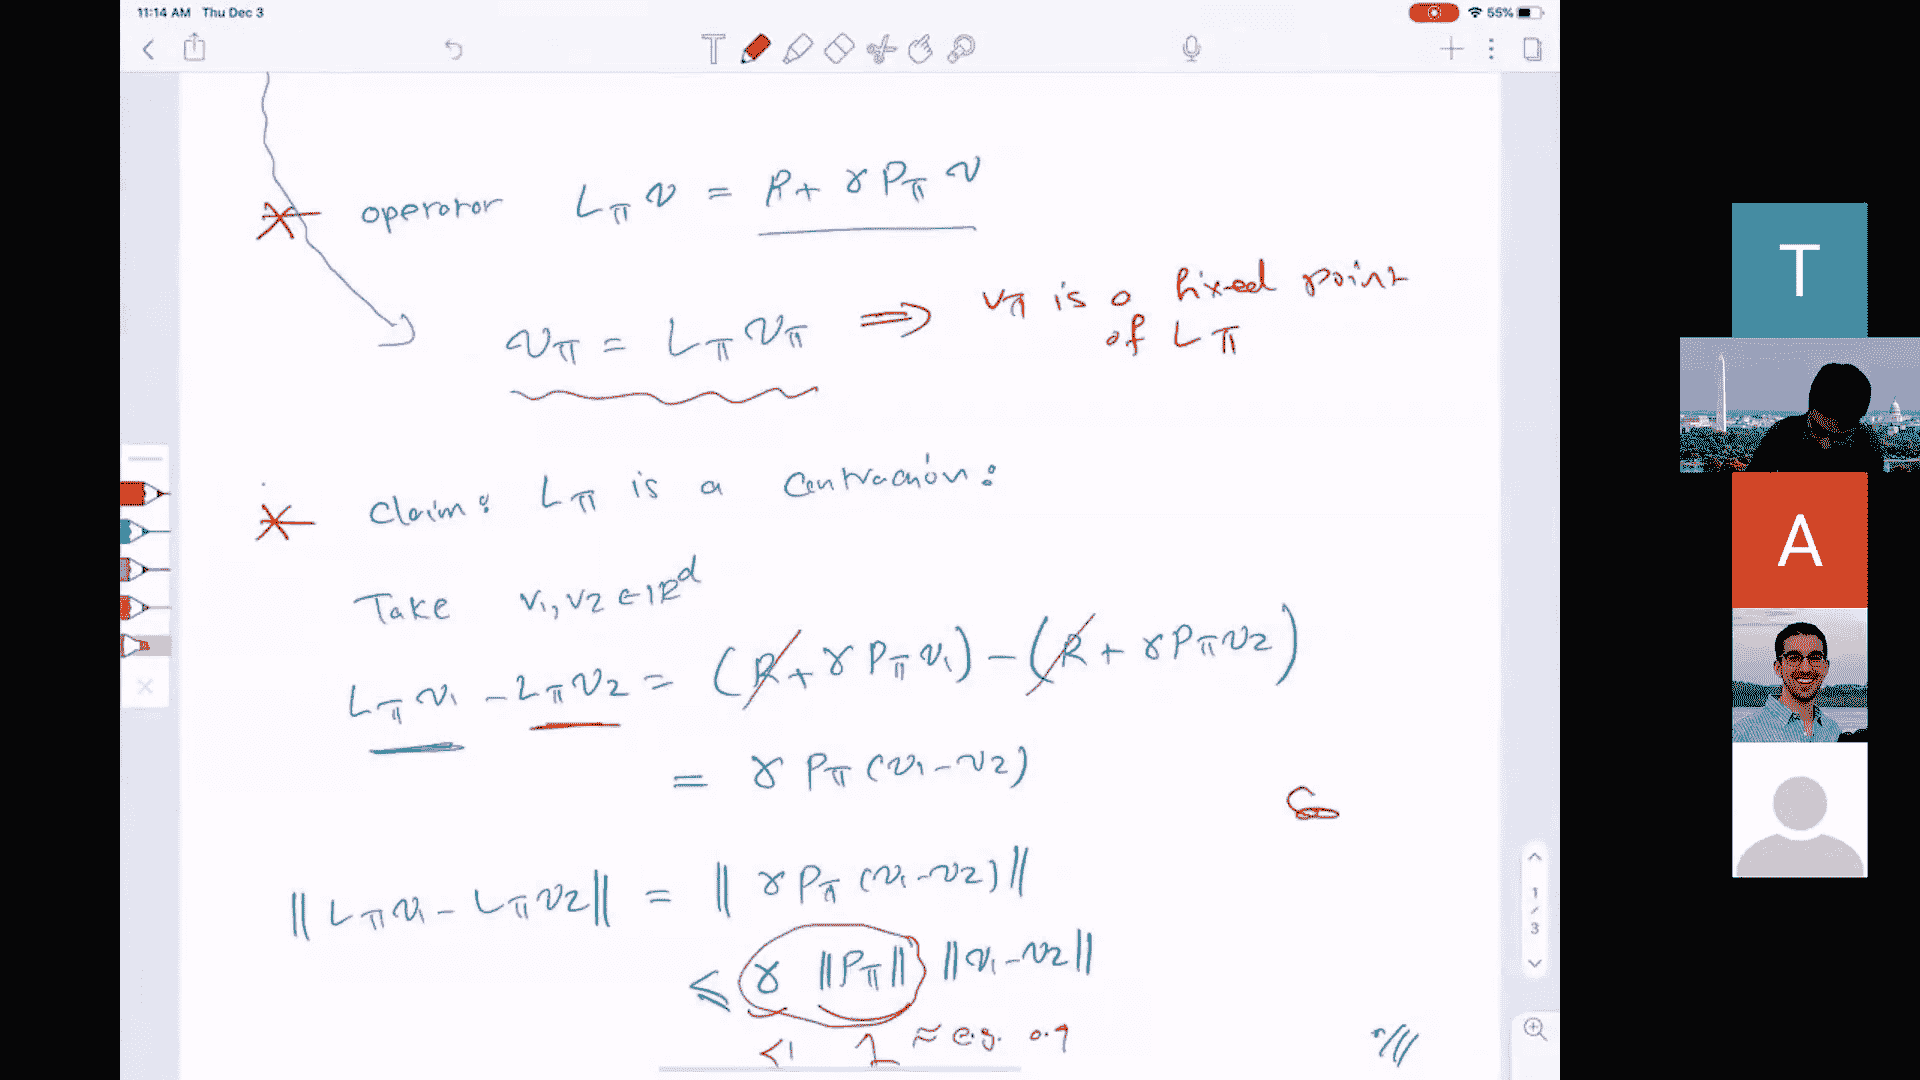 11:14 AM Thu Dec 3
55%
T
operator L_π v = R + γ P_π v
v_π = L_π v_π ⟹ v_π is a fixed point
of L_π
Claim: L_π is a Contraction:
Take v₁, v₂ ∈ ℝ^d
L_π v₁ - L_π v₂ = (R + γ P_π v₁) - (R + γ P_π v₂)
= γ P_π (v₁ - v₂)
|| L_π v₁ - L_π v₂ || = || γ P_π (v₁ - v₂) ||
≤ γ ||P_π|| ||v₁ - v₂||
<1 1 ≈ e.g. 0.9
1/3
T
A